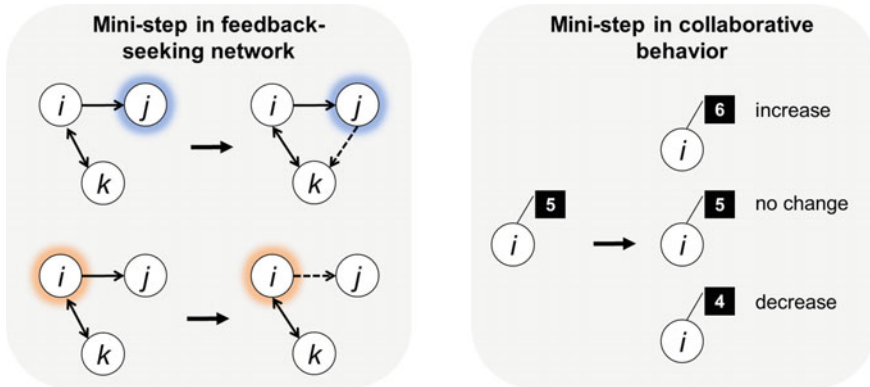 Mini-step in feedback-
seeking network
i
j
k
i
j
k
i
j
k
i
j
k
Mini-step in collaborative
behavior
5
i
6
increase
i
5
no change
i
4
decrease
i